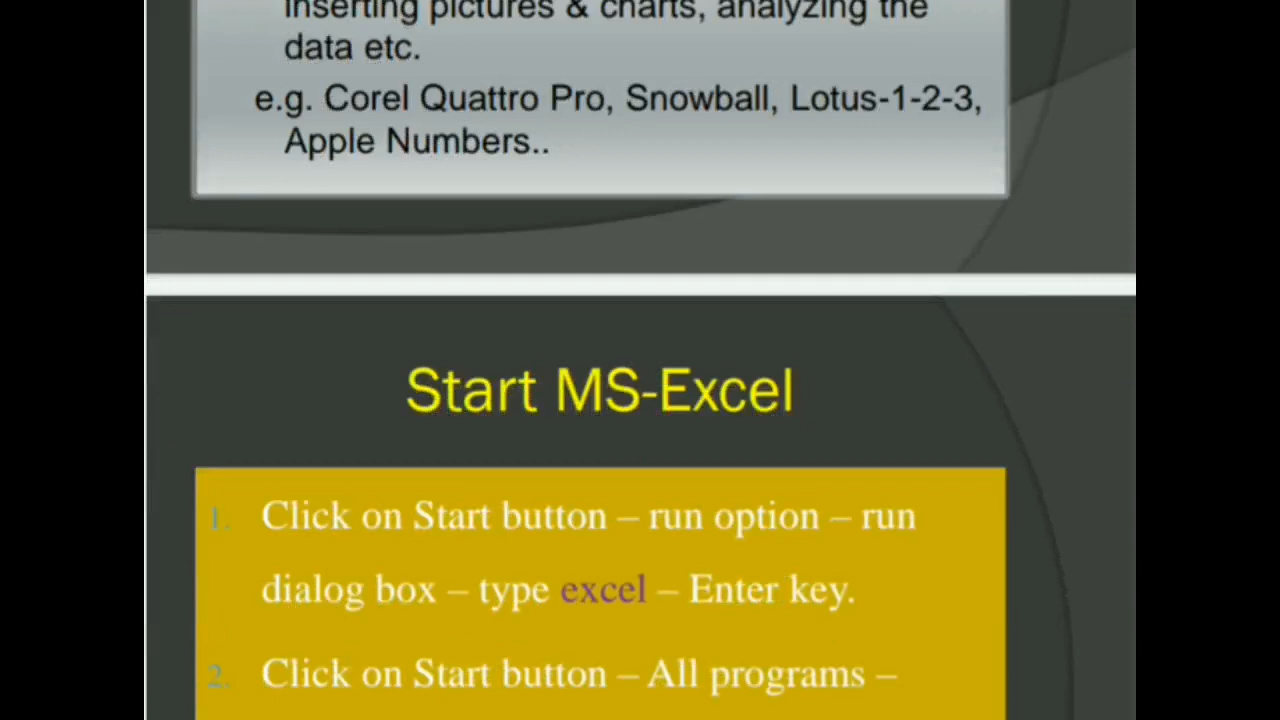 inserting pictures & charts, analyzing the
data etc.
e.g. Corel Quattro Pro, Snowball, Lotus-1-2-3,
Apple Numbers..
Start MS-Excel
1. Click on Start button – run option – run
dialog box – type excel – Enter key.
2. Click on Start button – All programs –